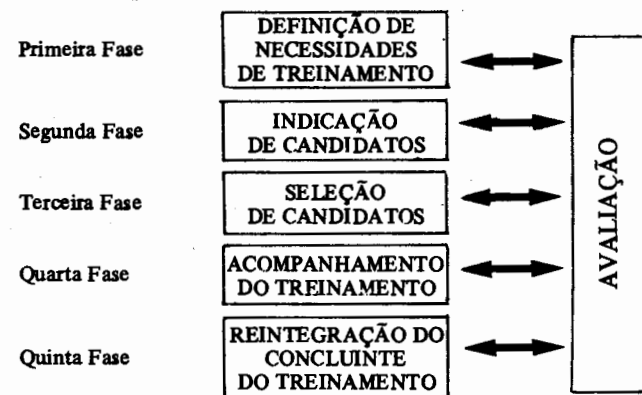 Primeira Fase
DEFINIÇÃO DE
NECESSIDADES
DE TREINAMENTO
Segunda Fase
INDICAÇÃO
DE CANDIDATOS
Terceira Fase
SELEÇÃO
DE CANDIDATOS
Quarta Fase
ACOMPANHAMENTO
DO TREINAMENTO
Quinta Fase
REINTEGRAÇÃO DO
CONCLUINTE
DO TREINAMENTO
AVALIAÇÃO